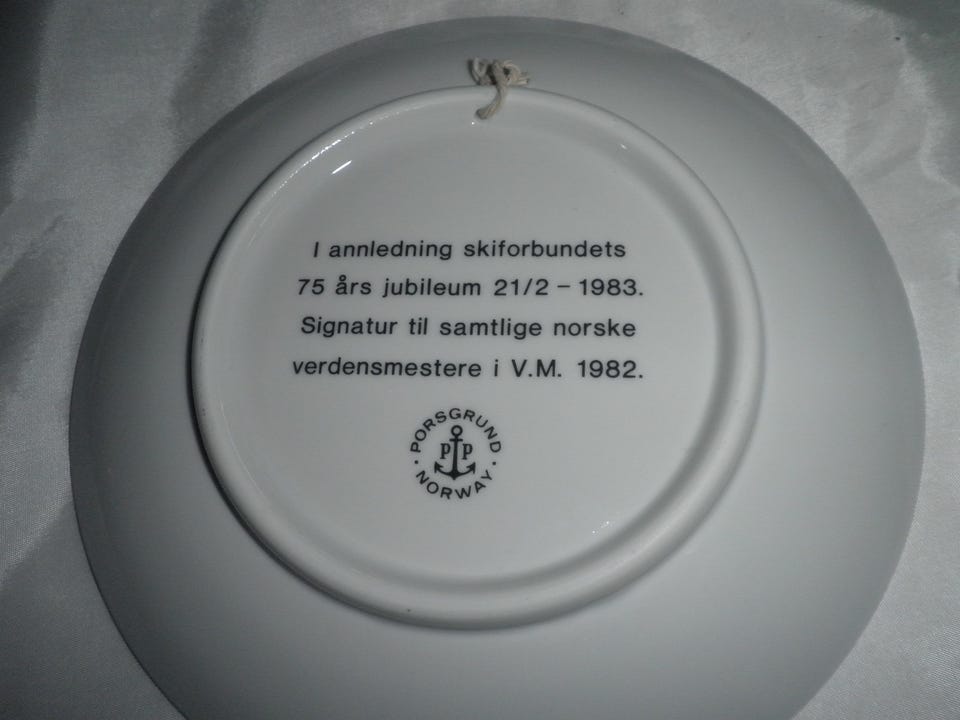 I annledning skiforbundets
75 års jubileum 21/2 – 1983.
Signatur til samtlige norske
verdensmestere i V.M. 1982.
PORSGRUND
P P
· NORWAY ·